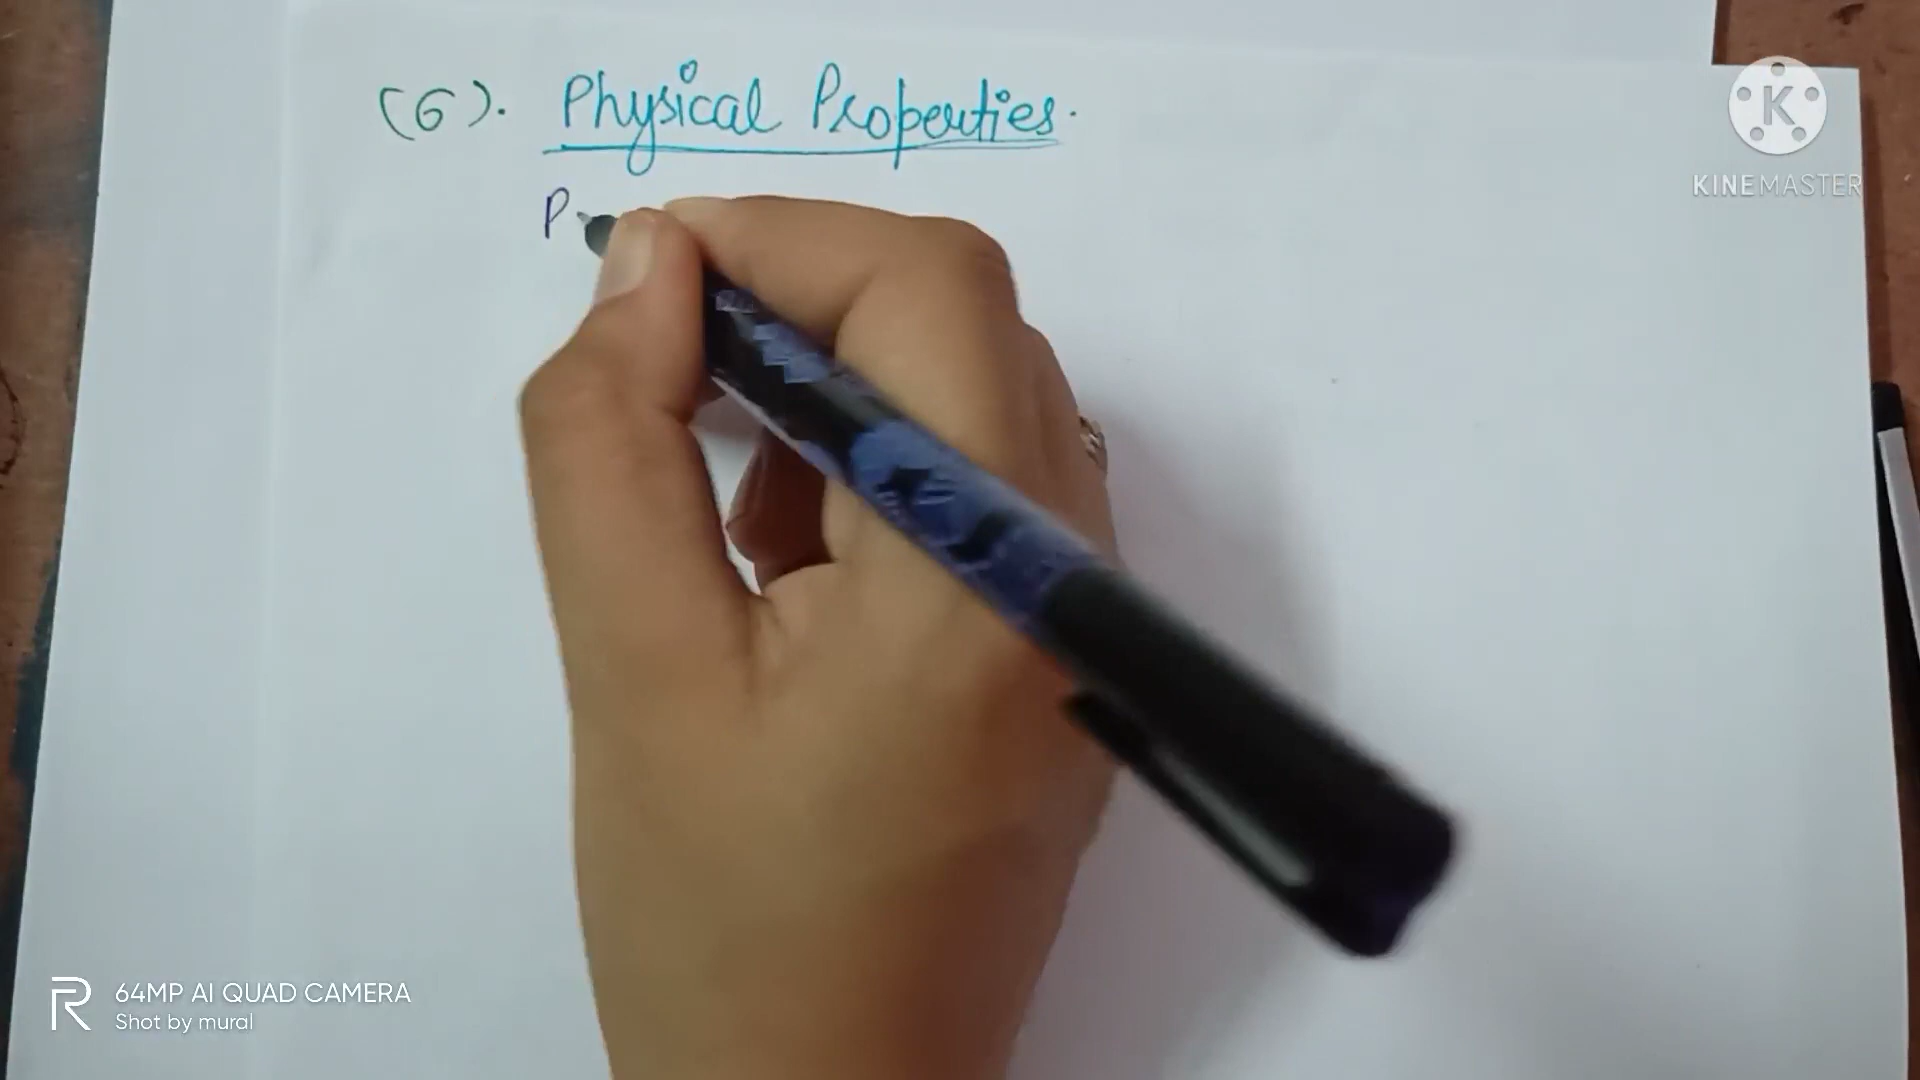 (6). Physical Properties.
P
K
KINEMASTER
R 64MP AI QUAD CAMERA
Shot by mural